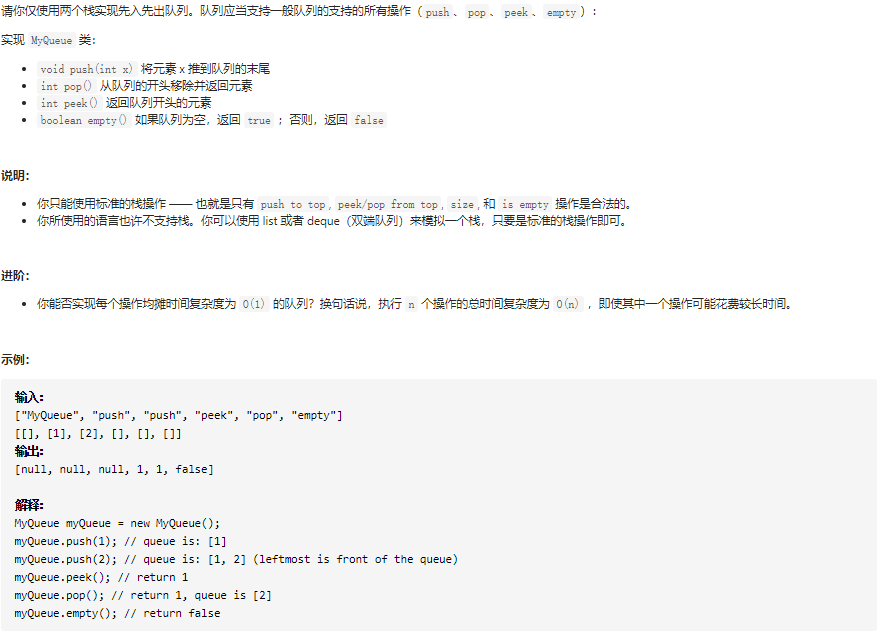 请你仅使用两个栈实现先入先出队列。队列应当支持一般队列的支持的所有操作（push、pop、peek、empty）：
实现 MyQueue 类：
void push(int x) 将元素 x 推到队列的末尾
int pop() 从队列的开头移除并返回元素
int peek() 返回队列开头的元素
boolean empty() 如果队列为空，返回 true ；否则，返回 false
说明：
你只能使用标准的栈操作 —— 也就是只有 push to top, peek/pop from top, size, 和 is empty 操作是合法的。
你所使用的语言也许不支持栈。你可以使用 list 或者 deque（双端队列）来模拟一个栈，只要是标准的栈操作即可。
进阶：
你能否实现每个操作均摊时间复杂度为 O(1) 的队列？换句话说，执行 n 个操作的总时间复杂度为 O(n) ，即使其中一个操作可能花费较长时间。
示例：
输入：
["MyQueue", "push", "push", "peek", "pop", "empty"]
[[], [1], [2], [], [], []]
输出：
[null, null, null, 1, 1, false]
解释：
MyQueue myQueue = new MyQueue();
myQueue.push(1); // queue is: [1]
myQueue.push(2); // queue is: [1, 2] (leftmost is front of the queue)
myQueue.peek(); // return 1
myQueue.pop(); // return 1, queue is [2]
myQueue.empty(); // return false